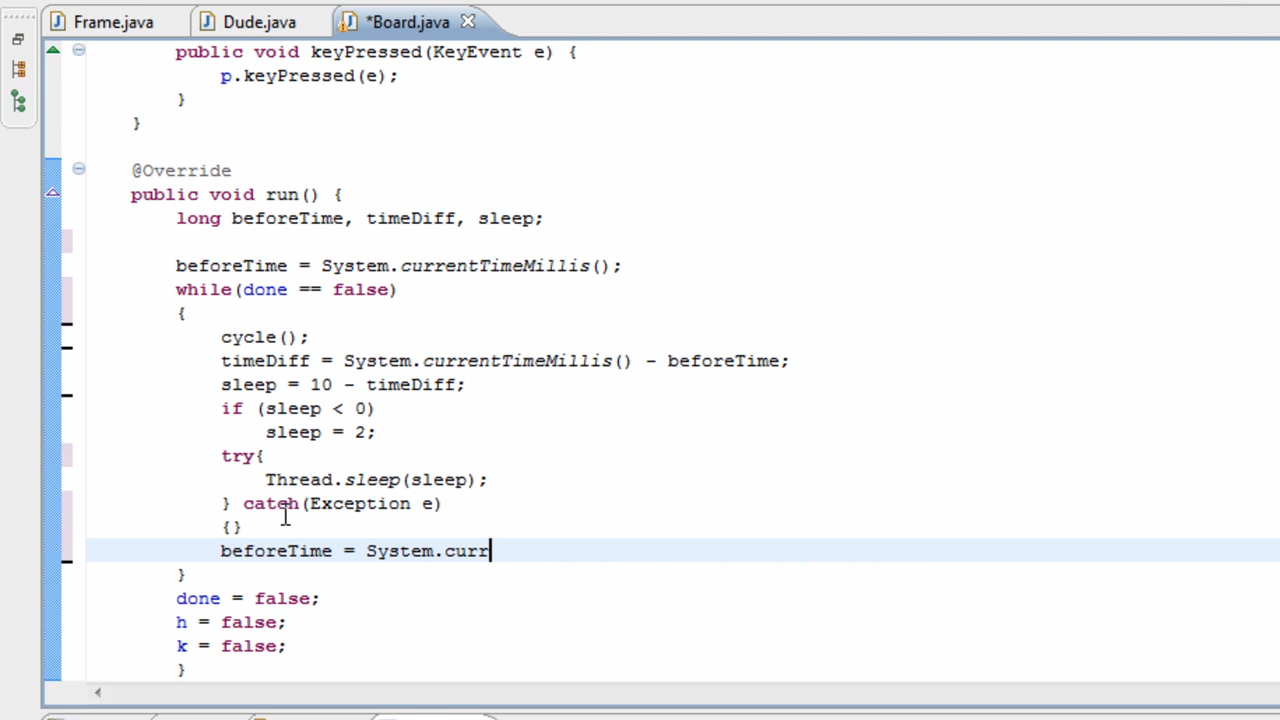 Frame.java Dude.java *Board.java
public void keyPressed(KeyEvent e) {
p.keyPressed(e);
}
}
@Override
public void run() {
long beforeTime, timeDiff, sleep;
beforeTime = System.currentTimeMillis();
while(done == false)
{
cycle();
timeDiff = System.currentTimeMillis() - beforeTime;
sleep = 10 - timeDiff;
if (sleep < 0)
sleep = 2;
try{
Thread.sleep(sleep);
} catch(Exception e)
{}
beforeTime = System.curr
}
done = false;
h = false;
k = false;
}